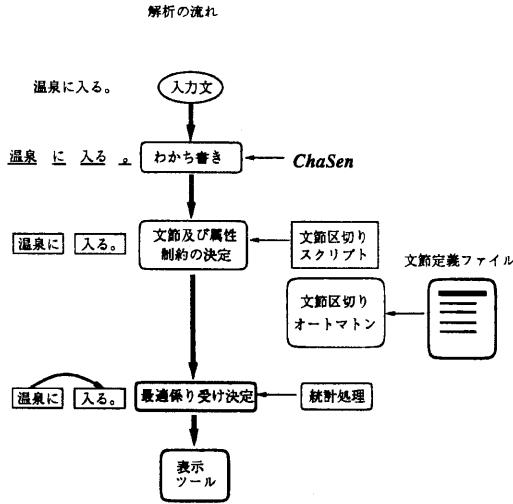 解析の流れ
温泉に入る。
入力文
温泉 に 入る 。
わかち書き
ChaSen
温泉に 入る。
文節及び属性
制約の決定
文節区切り
スクリプト
文節定義ファイル
文節区切り
オートマトン
温泉に 入る。
最適係り受け決定
統計処理
表示
ツール